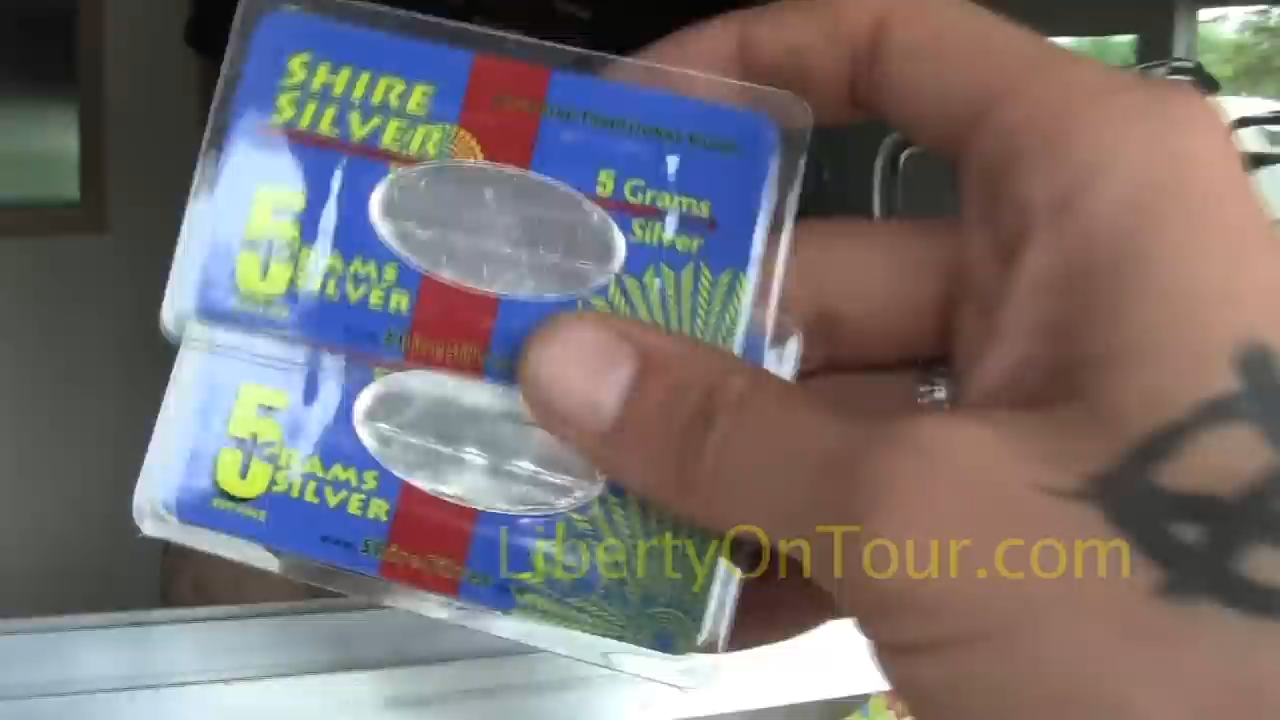 SHIRE
SILVER
5 Grams
Silver
5
GRAMS
SILVER
5
GRAMS
SILVER
LibertyOnTour.com